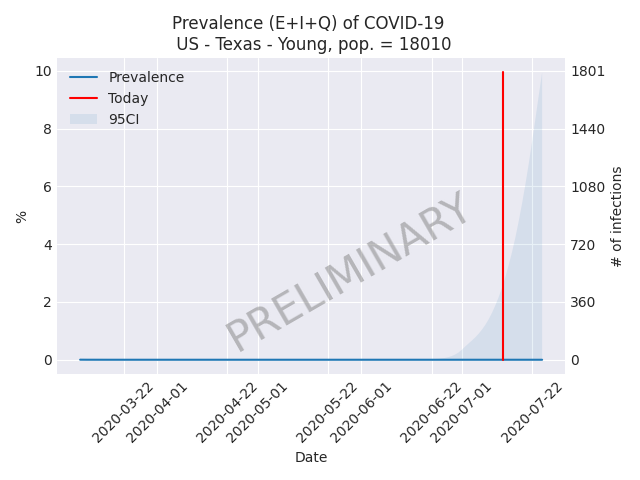 Prevalence (E+I+Q) of COVID-19
US - Texas - Young, pop. = 18010
Prevalence
Today
95CI
10
8
6
4
2
0
%
1801
1440
1080
720
360
0
# of infections
PRELIMINARY
2020-03-22
2020-04-01
2020-04-22
2020-05-01
2020-05-22
2020-06-01
2020-06-22
2020-07-01
2020-07-22
Date